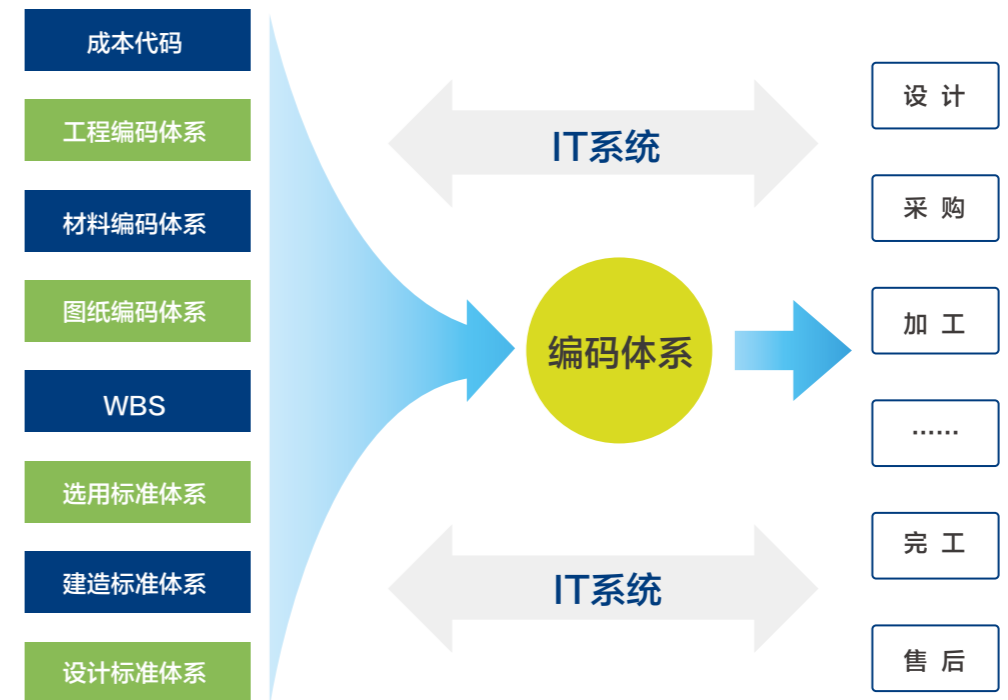 成本代码
工程编码体系
材料编码体系
图纸编码体系
WBS
选用标准体系
建造标准体系
设计标准体系
IT系统
编码体系
IT系统
设 计
采 购
加 工
……
完 工
售 后